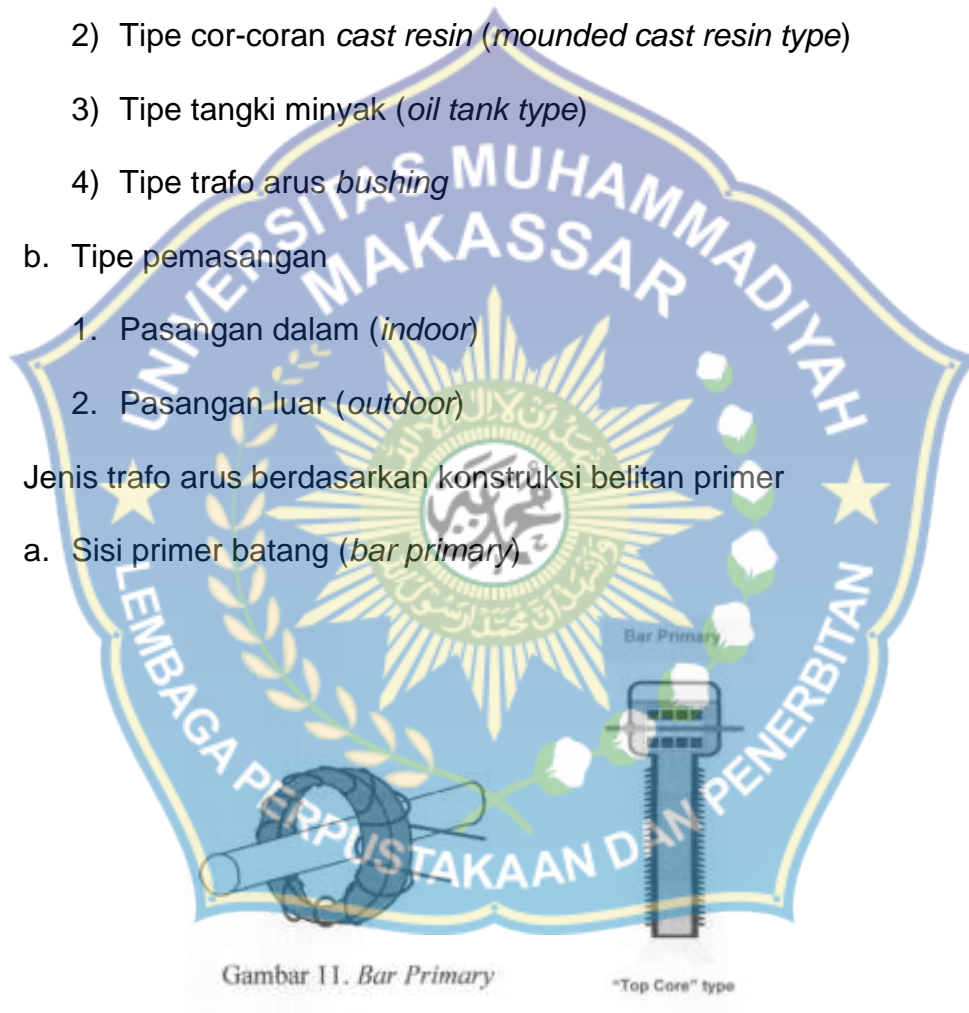 2) Tipe cor-coran cast resin (mounded cast resin type)
3) Tipe tangki minyak (oil tank type)
4) Tipe trafo arus bushing
b. Tipe pemasangan
1. Pasangan dalam (indoor)
2. Pasangan luar (outdoor)
Jenis trafo arus berdasarkan konstruksi belitan primer
a. Sisi primer batang (bar primary)
UNIVERSITAS MUHAMMADIYAH
MAKASSAR
LEMBAGA PERPUSTAKAAN DAN PENERBITAN
Bar Primary
Gambar 11. Bar Primary
"Top Core" type